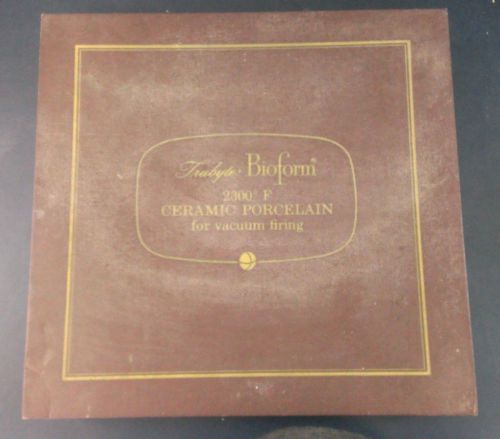 Trubyte Bioform®
2300° F
CERAMIC PORCELAIN
for vacuum firing